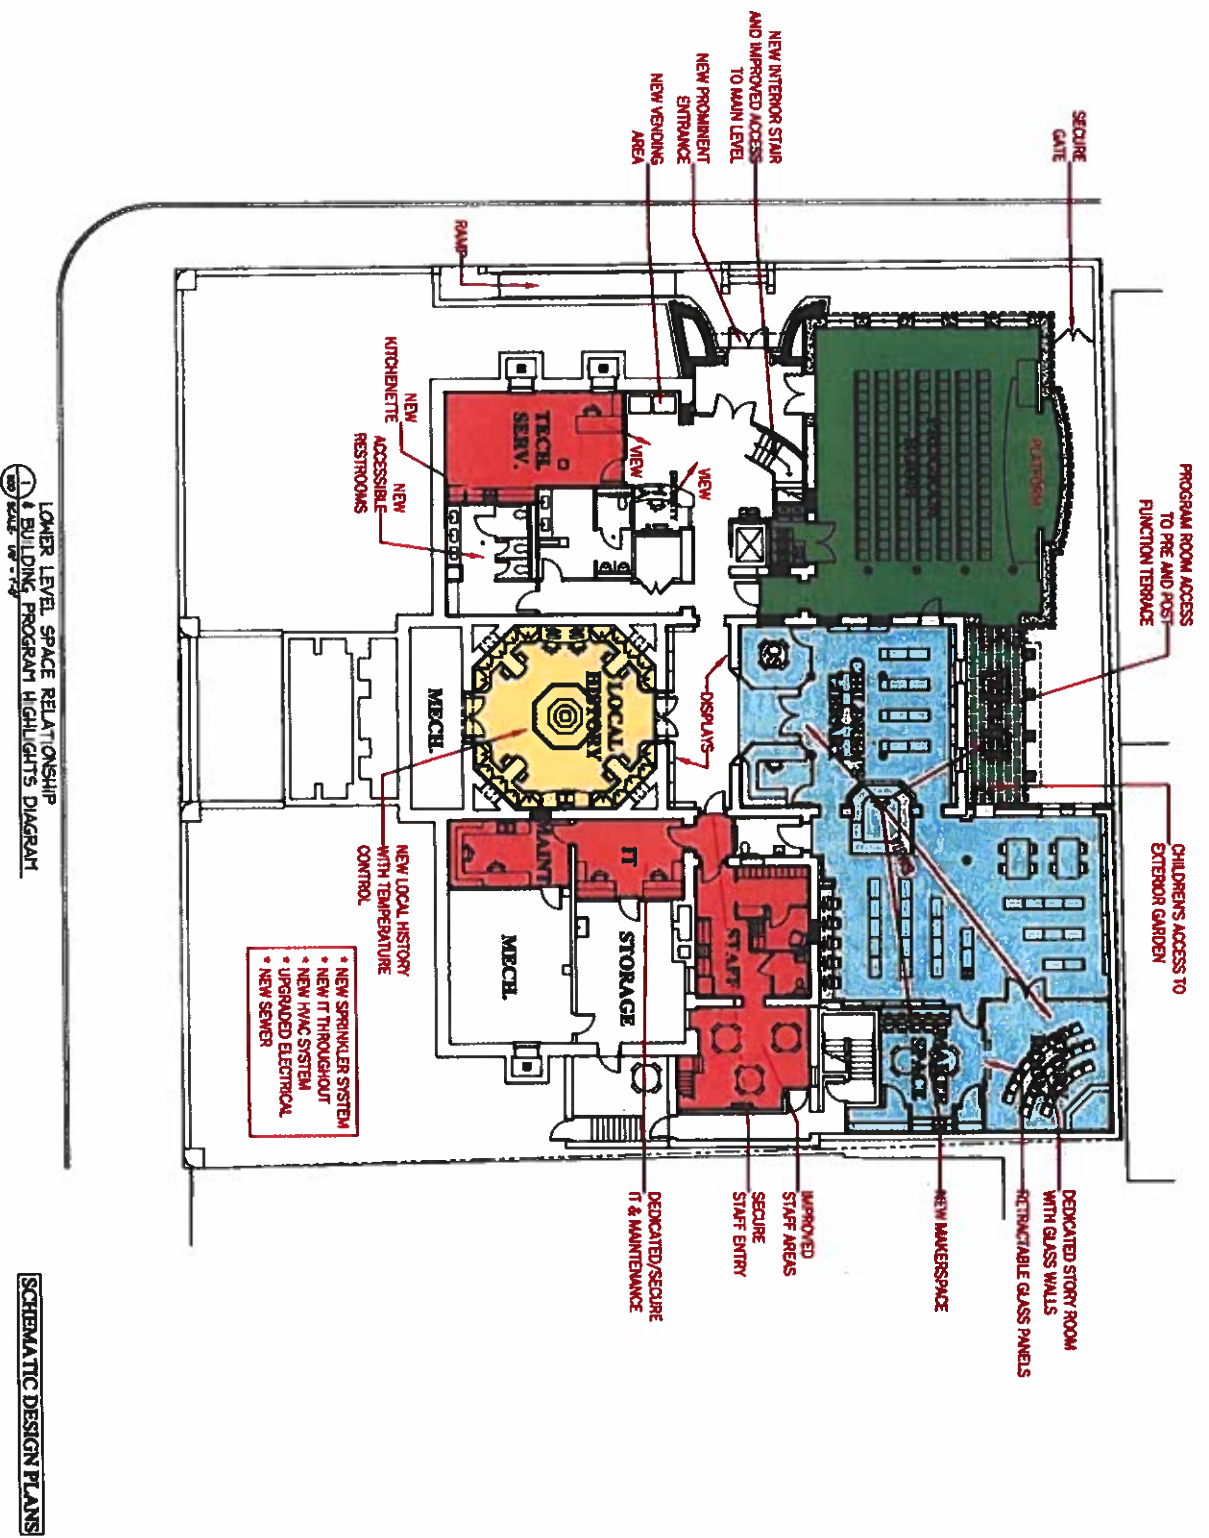 SECURE
GATE
NEW INTERIOR STAIR
AND IMPROVED ACCESS
TO MAIN LEVEL
NEW PROMINENT
ENTRANCE
NEW VENDING
AREA
RAMP
NEW
KITCHENETTE
NEW
ACCESSIBLE
RESTROOMS
PROGRAM ROOM ACCESS
TO PRE AND POST
FUNCTION TERRACE
CHILDREN'S ACCESS TO
EXTERIOR GARDEN
PLATFORM
TECH.
SERV.
VIEW
VIEW
DISPLAYS
LOCAL
HISTORY
MECH.
MAINT
IT
STAFF
STORAGE
MECH.
MAKER
SPACE
NEW LOCAL HISTORY
WITH TEMPERATURE
CONTROL
* NEW SPRINKLER SYSTEM
* NEW IT THROUGHOUT
* NEW HVAC SYSTEM
* UPGRADED ELECTRICAL
* NEW SEWER
DEDICATED STORY ROOM
WITH GLASS WALLS
RETRACTABLE GLASS PANELS
NEW MAKERSPACE
IMPROVED
STAFF AREAS
SECURE
STAFF ENTRY
DEDICATED/SECURE
IT & MAINTENANCE
LOWER LEVEL SPACE RELATIONSHIP
1 & BUILDING PROGRAM HIGHLIGHTS DIAGRAM
SCALE:
SCHEMATIC DESIGN PLANS